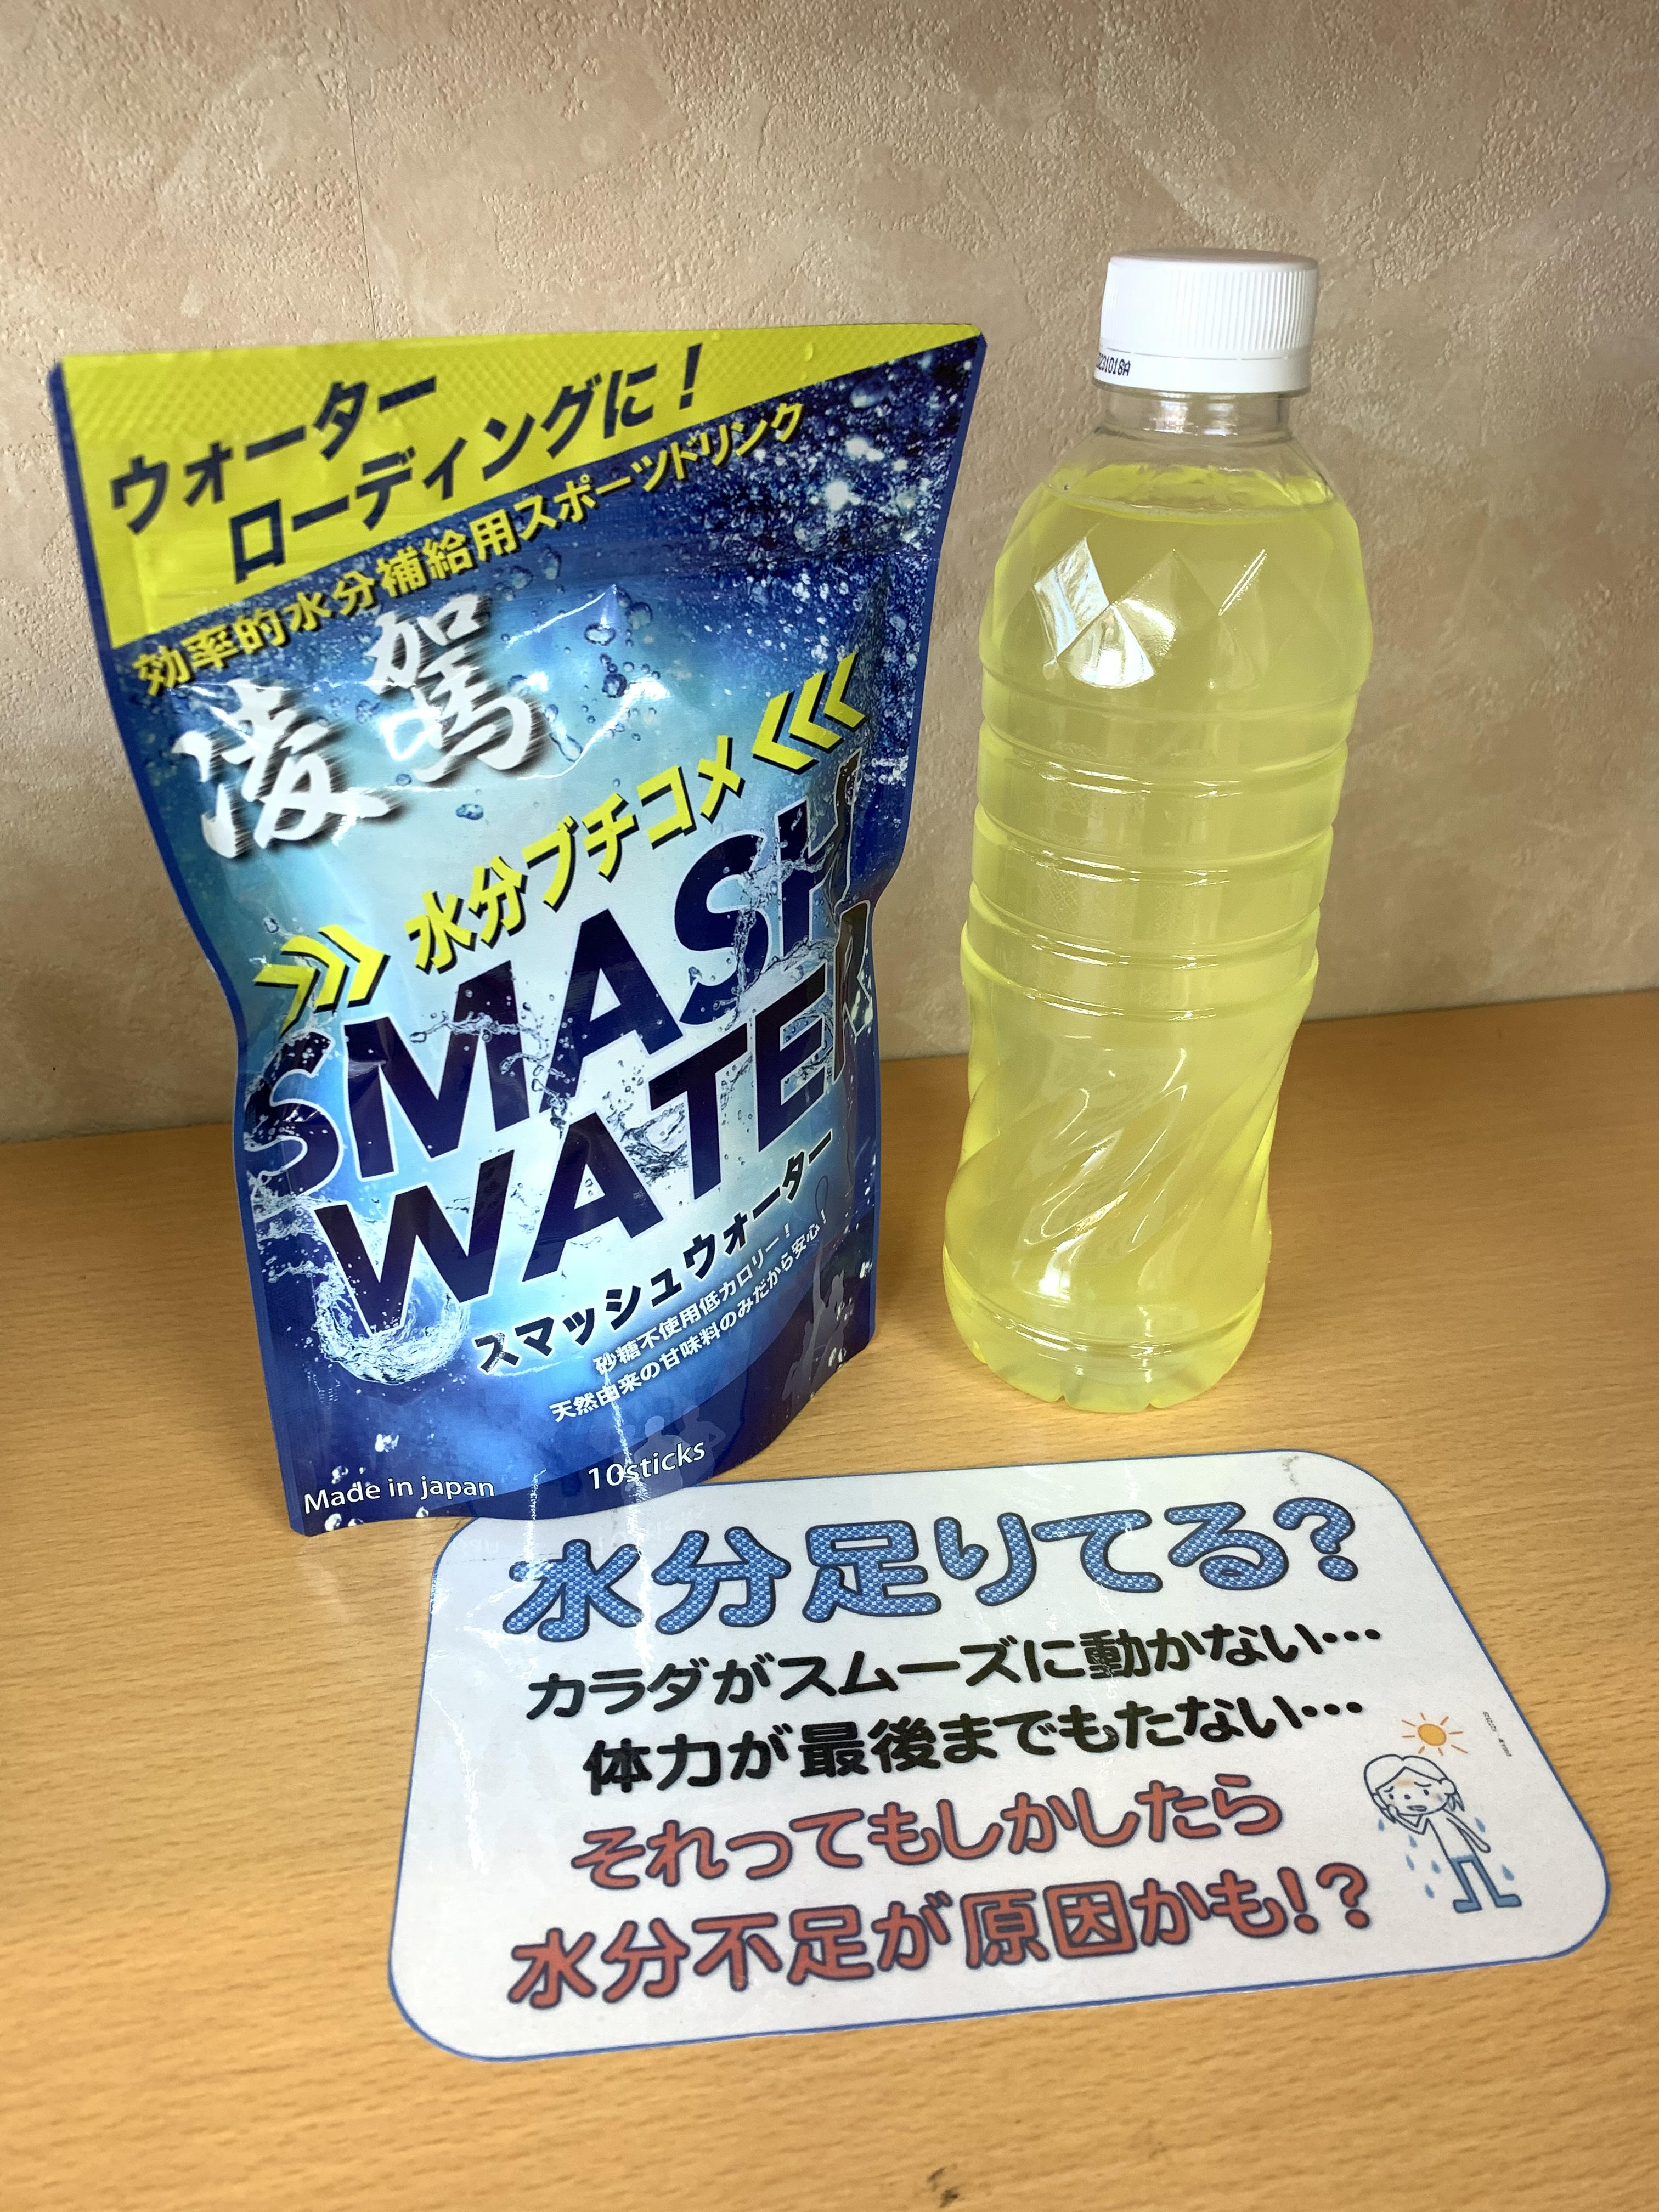 ウォーター
ローディングに!
効率的水分補給用スポーツドリンク
凌駕
水分ブチコメ
SMASH
WATER
スマッシュウォーター
砂糖不使用低カロリー!
天然由来の甘味料のみだから安心!
Made in japan
10sticks
水分足りてる?
カラダがスムーズに動かない…
体力が最後までもたない…
それってもしかしたら
水分不足が原因かも!?